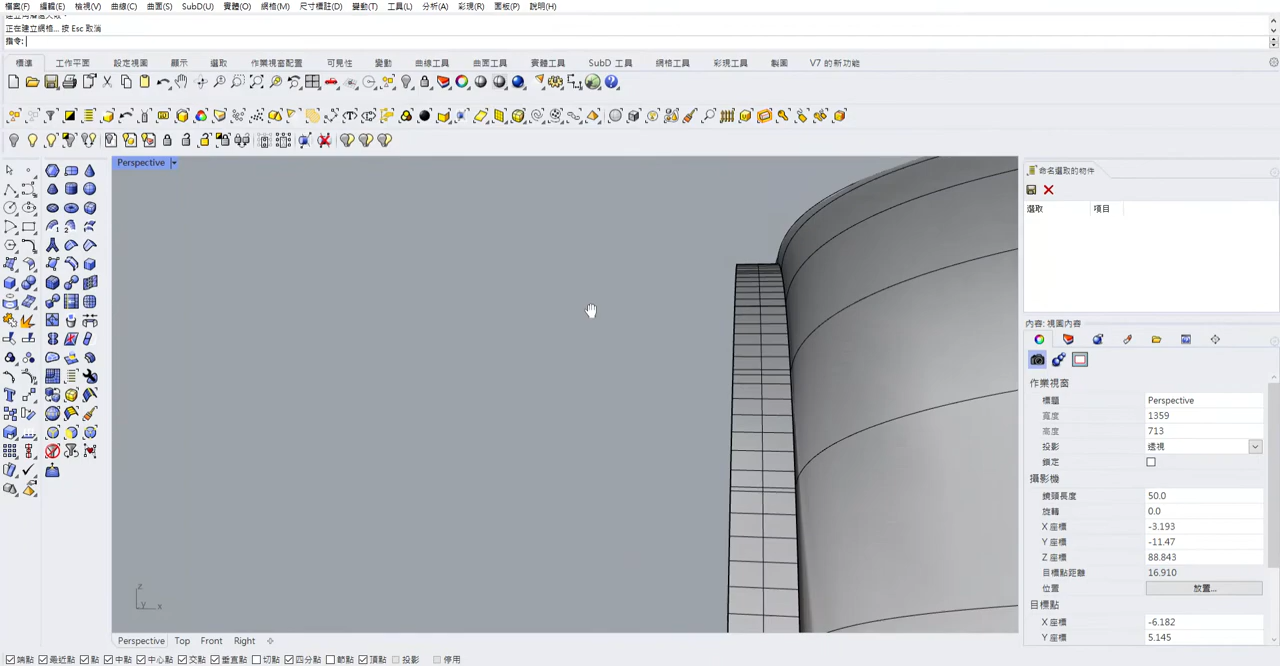 檔案(F) 編輯(E) 檢視(V) 曲線(C) 曲面(S) SubD(U) 實體(O) 網格(M) 尺寸標註(D) 變動(T) 工具(L) 分析(A) 彩現(R) 面板(P) 說明(H)
正在建立網格... 按 Esc 取消
指令:
標準 工作平面 設定視圖 顯示 選取 作業視窗配置 可見性 變動 曲線工具 曲面工具 實體工具 SubD 工具 網格工具 彩現工具 製圖 V7 的新功能
Perspective
命名選取的物件
選取 項目
內容: 視圖內容
作業視窗
標題 Perspective
寬度 1359
高度 713
投影 透視
鎖定
攝影機
鏡頭長度 50.0
旋轉 0.0
X 座標 -3.193
Y 座標 -11.47
Z 座標 88.843
目標點距離 16.910
位置 放置...
目標點
X 座標 -6.182
Y 座標 5.145
z
y x
Perspective Top Front Right
端點 最近點 點 中點 中心點 交點 垂直點 切點 四分點 節點 頂點 投影 停用